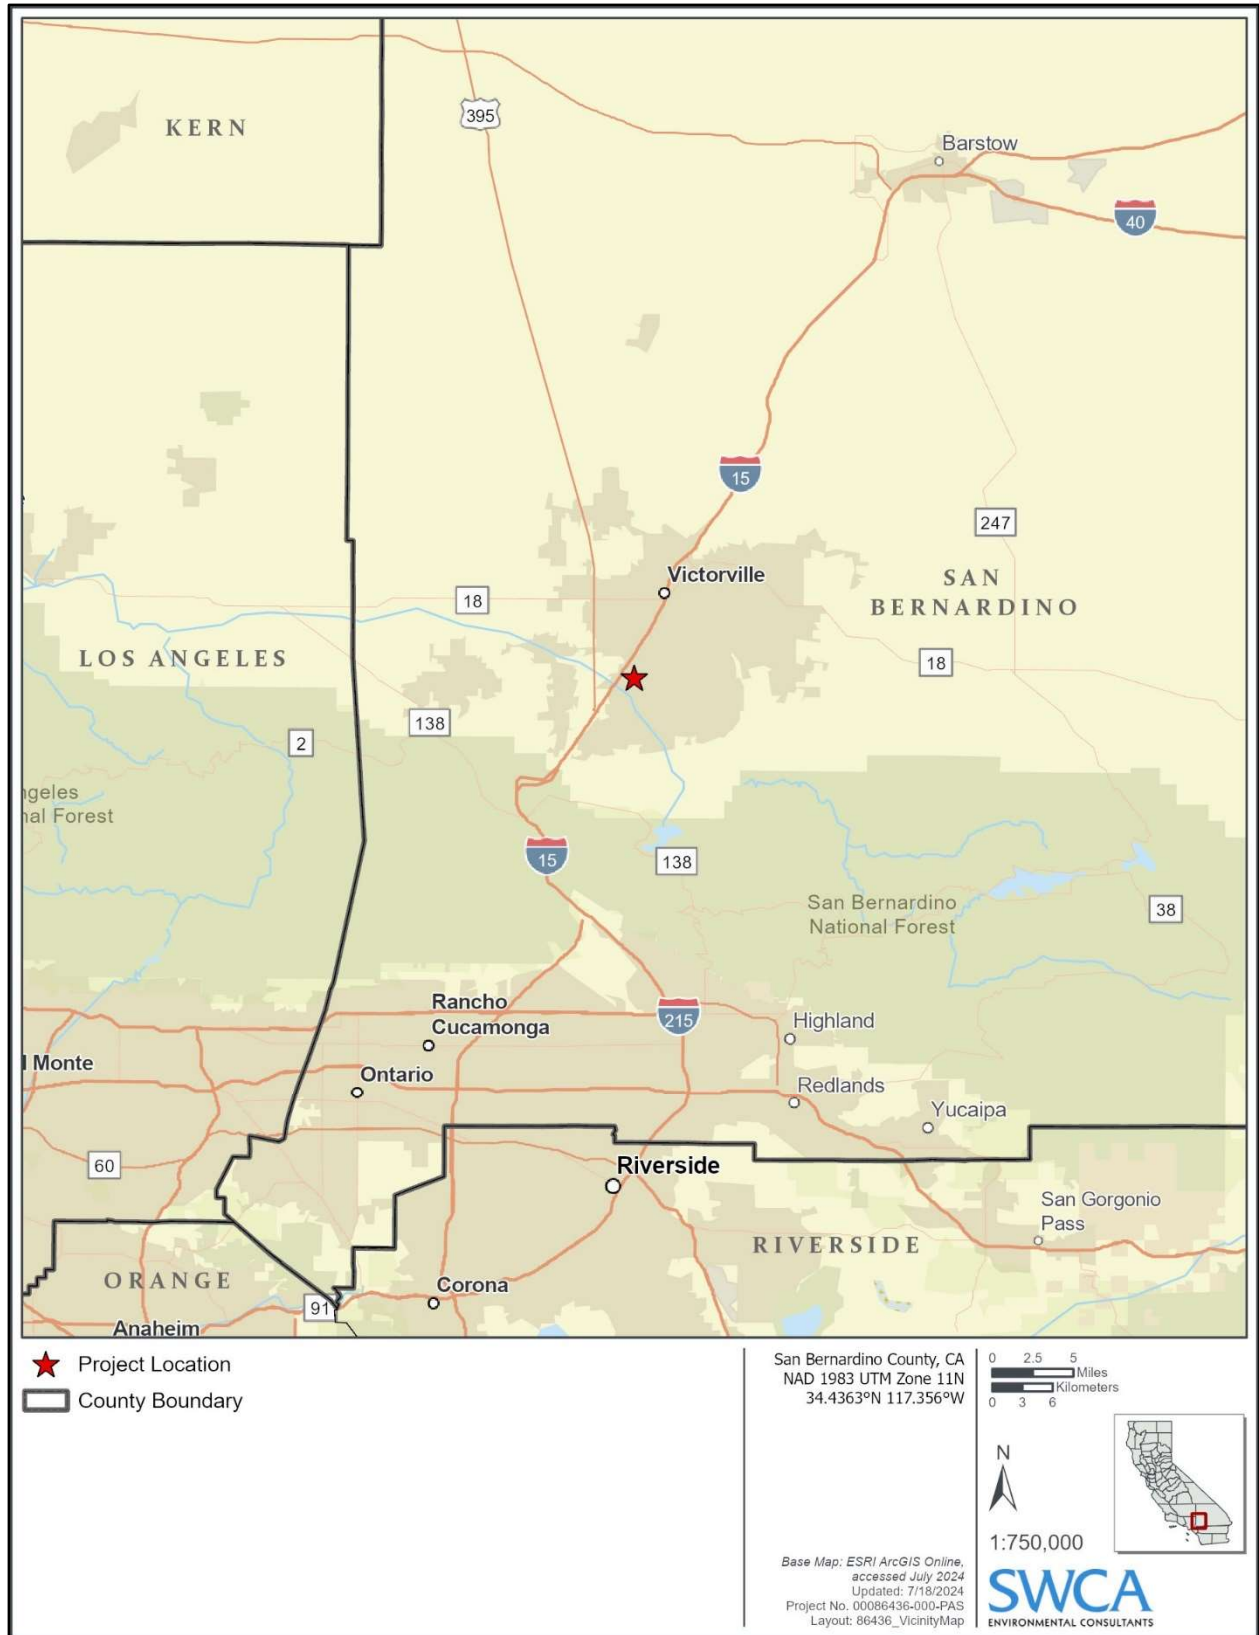 KERN
395
Barstow
40
15
247
Victorville
SAN
BERNARDINO
18
LOS ANGELES
18
138
2
ngeles
nal Forest
15
138
San Bernardino
National Forest
38
Rancho
Cucamonga
215
Highland
l Monte
Ontario
Redlands
Yucaipa
60
Riverside
San Gorgonio
Pass
RIVERSIDE
ORANGE
Corona
91
Anaheim
Project Location
County Boundary
San Bernardino County, CA
NAD 1983 UTM Zone 11N
34.4363°N 117.356°W
0 2.5 5
Miles
Kilometers
0 3 6
N
1:750,000
Base Map: ESRI ArcGIS Online,
accessed July 2024
Updated: 7/18/2024
Project No. 00086436-000-PAS
Layout: 86436_VicinityMap
SWCA
ENVIRONMENTAL CONSULTANTS